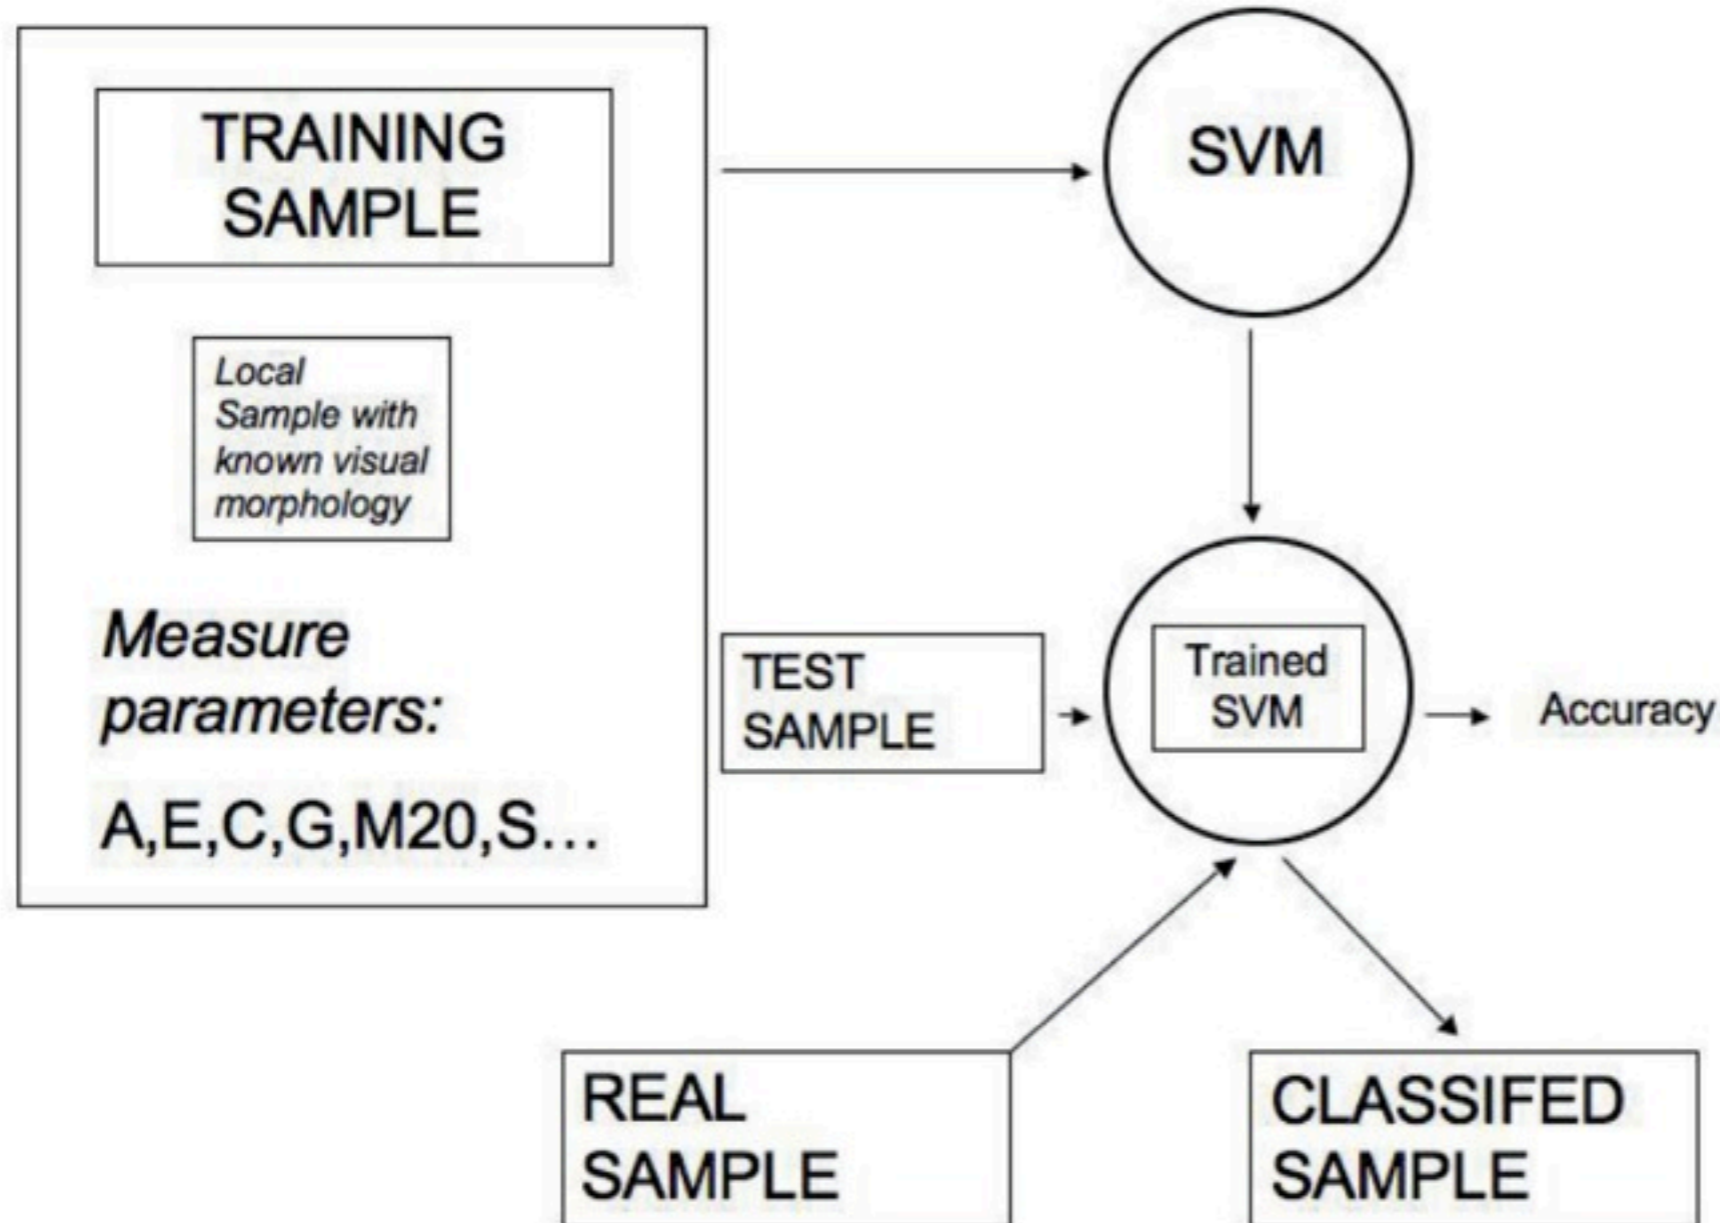 TRAINING
SAMPLE
SVM
Local
Sample with
known visual
morphology
Measure
parameters:
A,E,C,G,M20,S...
TEST
SAMPLE
Trained
SVM
Accuracy
REAL
SAMPLE
CLASSIFED
SAMPLE